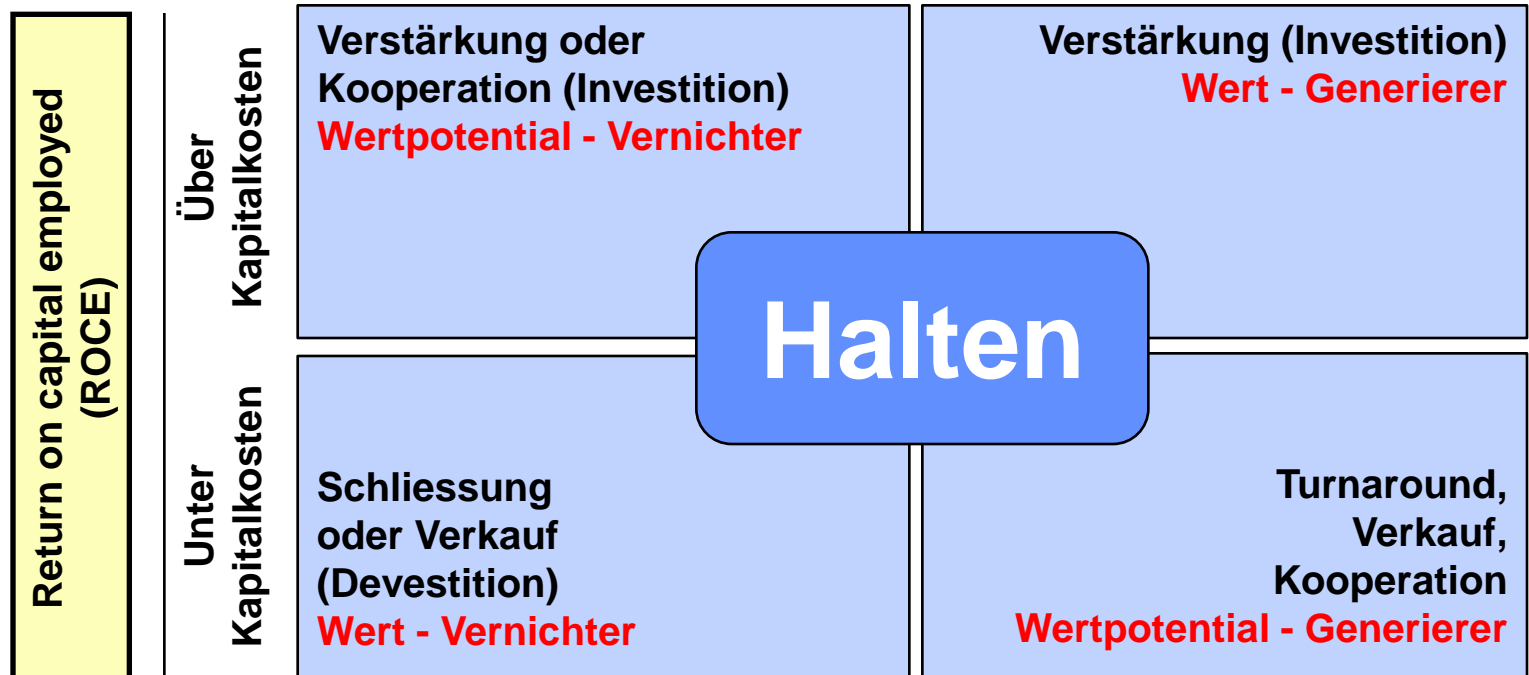 Return on capital employed
(ROCE)
Über
Kapitalkosten
Verstärkung oder
Kooperation (Investition)
Wertpotential - Vernichter
Verstärkung (Investition)
Wert - Generierer
Halten
Unter
Kapitalkosten
Schliessung
oder Verkauf
(Devestition)
Wert - Vernichter
Turnaround,
Verkauf,
Kooperation
Wertpotential - Generierer